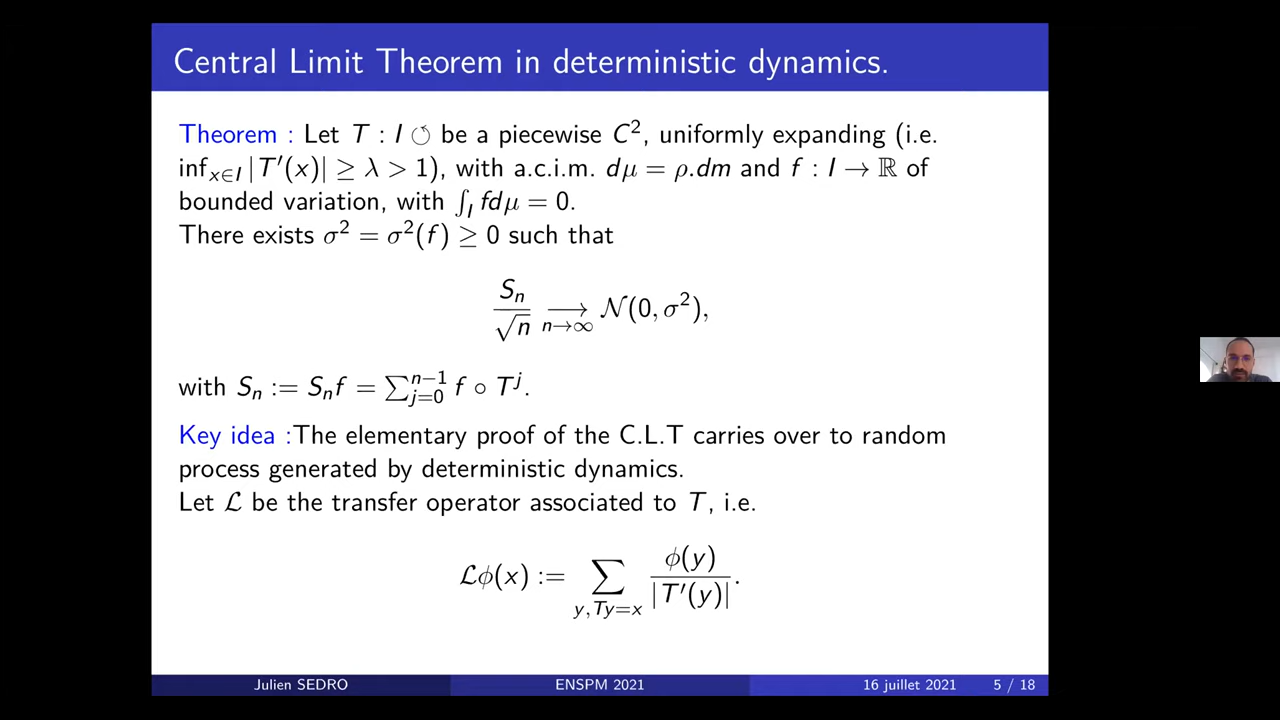 Central Limit Theorem in deterministic dynamics.
Theorem : Let T : I ↺ be a piecewise C², uniformly expanding (i.e.
inf_{x∈I} |T′(x)| ≥ λ > 1), with a.c.i.m. dμ = ρ.dm and f : I → ℝ of
bounded variation, with ∫_I fdμ = 0.
There exists σ² = σ²(f) ≥ 0 such that
S_n / √n ⟶_{n→∞} 𝒩(0, σ²),
with S_n := S_n f = ∑_{j=0}^{n−1} f ∘ T^j.
Key idea :The elementary proof of the C.L.T carries over to random
process generated by deterministic dynamics.
Let ℒ be the transfer operator associated to T, i.e.
ℒϕ(x) := ∑_{y,Ty=x} ϕ(y) / |T′(y)|.
Julien SEDRO ENSPM 2021 16 juillet 2021 5 / 18